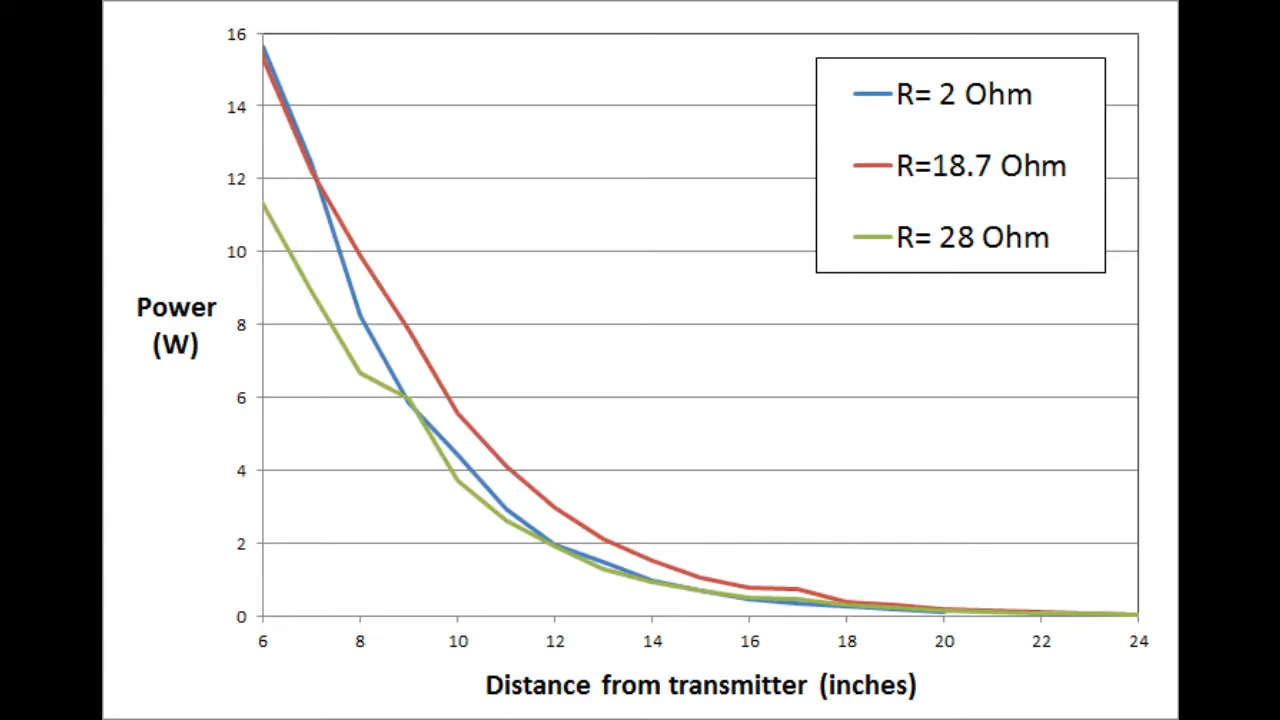 16
14
12
10
8
6
4
2
0
Power
(W)
R= 2 Ohm
R=18.7 Ohm
R= 28 Ohm
6 8 10 12 14 16 18 20 22 24
Distance from transmitter (inches)